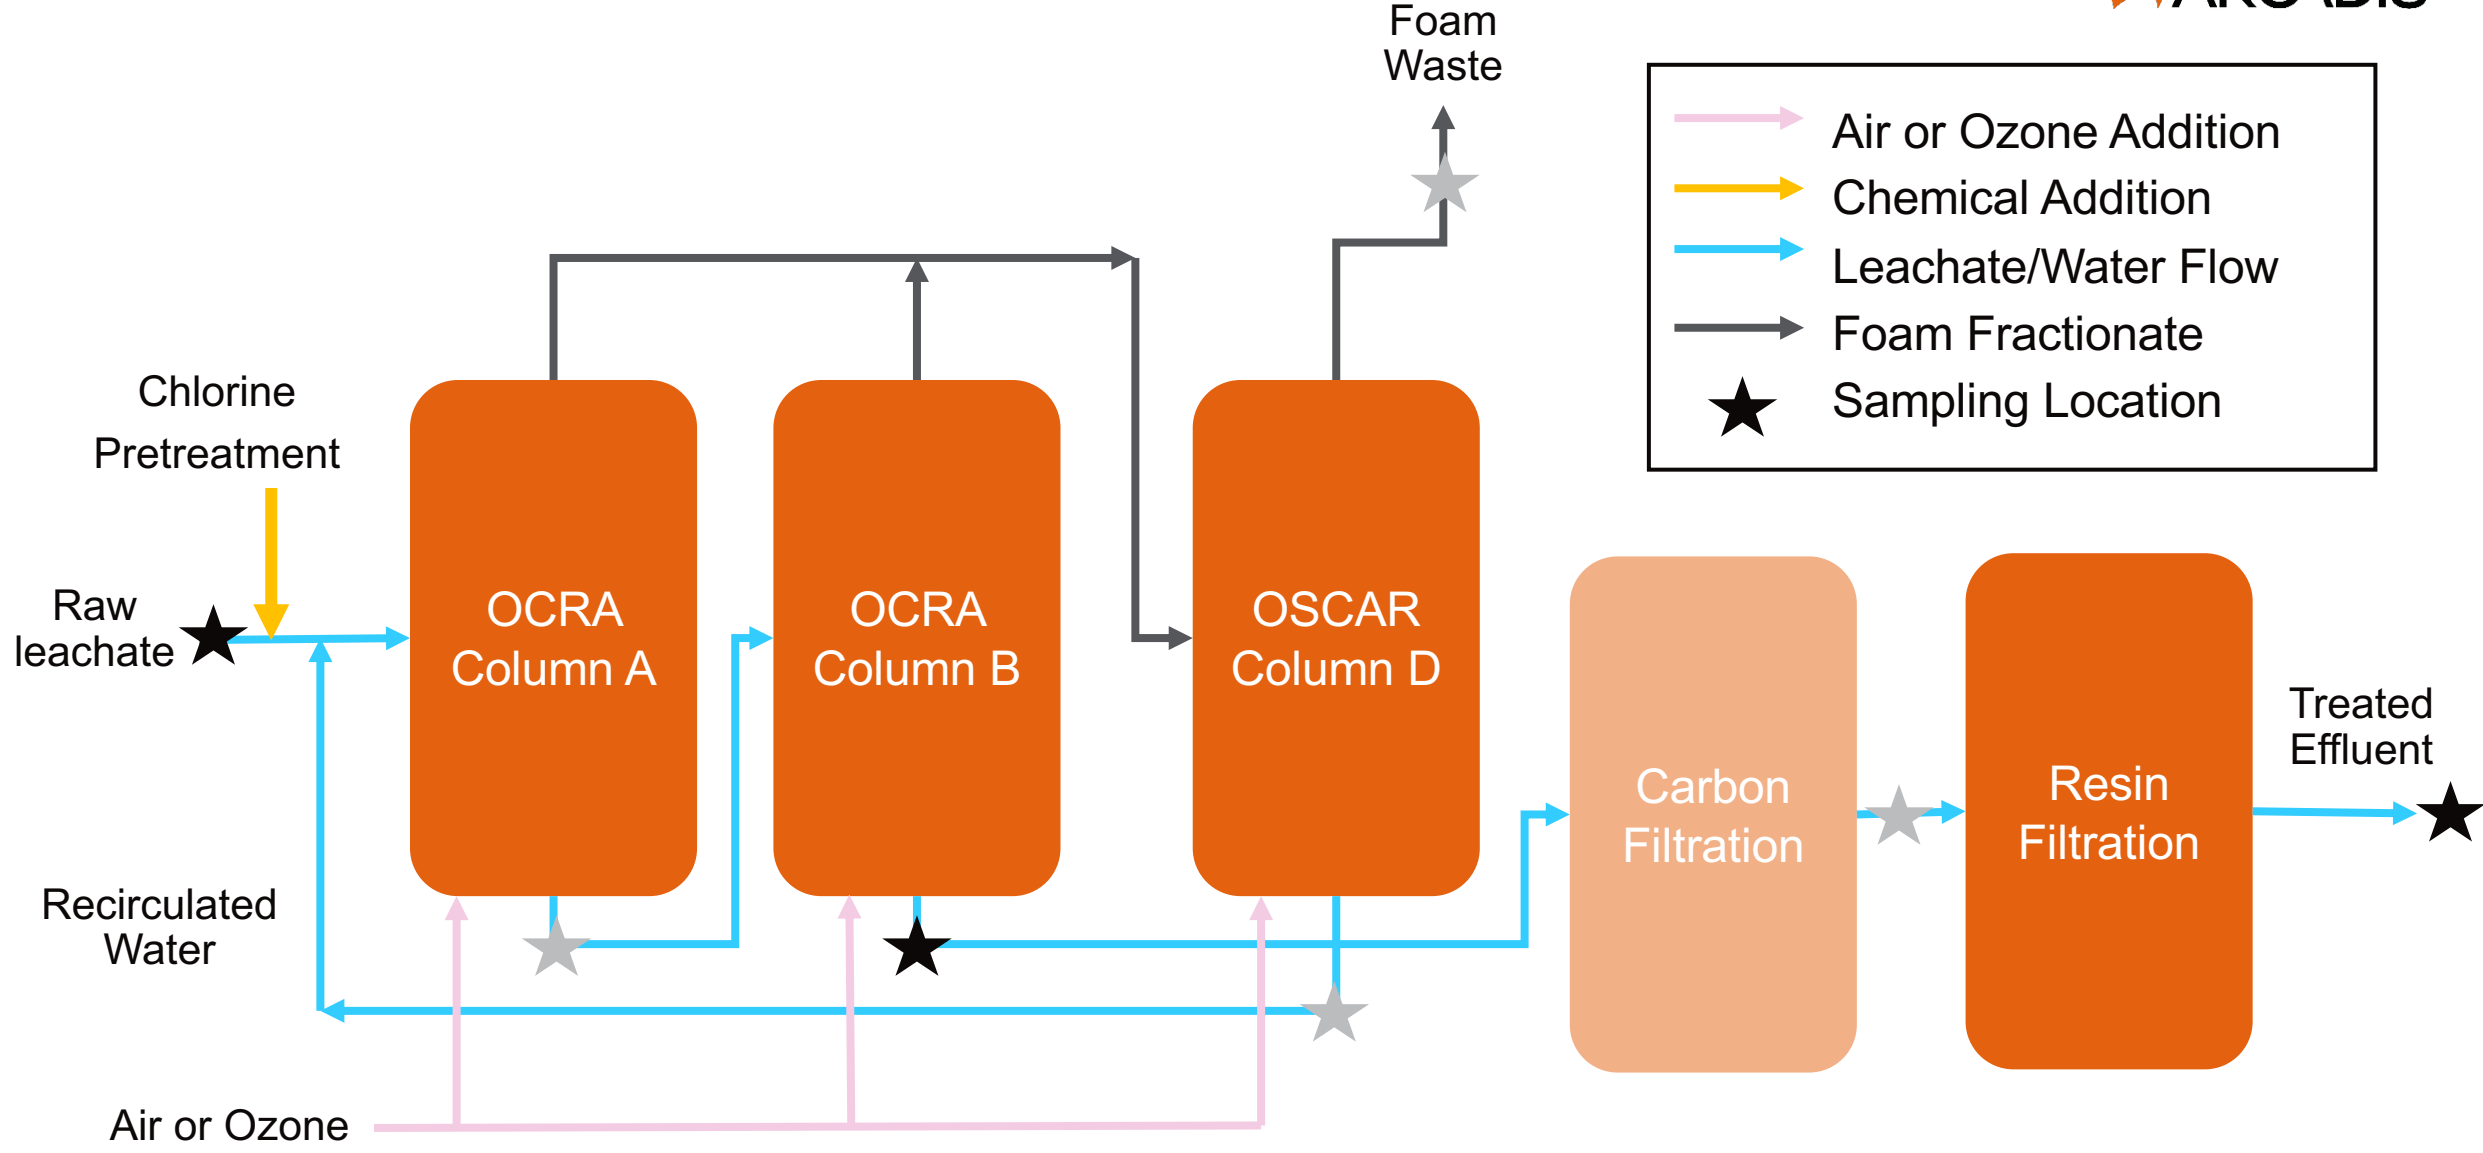 ARCADIS
Foam
Waste
Air or Ozone Addition
Chemical Addition
Leachate/Water Flow
Foam Fractionate
Sampling Location
Chlorine
Pretreatment
Raw
leachate
OCRA
Column A
OCRA
Column B
OSCAR
Column D
Carbon
Filtration
Resin
Filtration
Treated
Effluent
Recirculated
Water
Air or Ozone